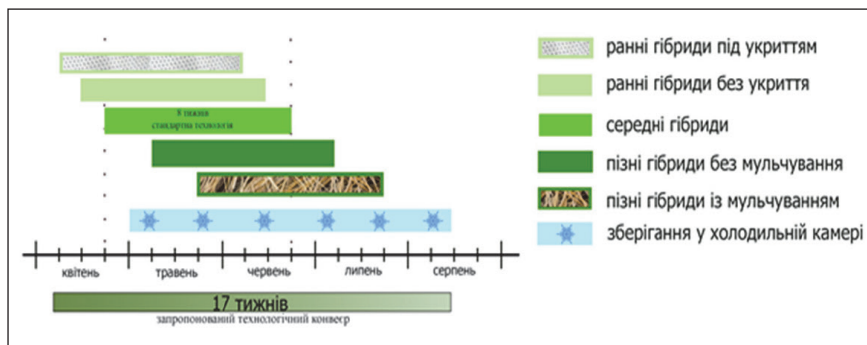 8 тижнів
стандартна технологія
квітень
травень
червень
липень
серпень
17 тижнів
запропонований технологічний конвеєр
ранні гібриди під укриттям
ранні гібриди без укриття
середні гібриди
пізні гібриди без мульчування
пізні гібриди із мульчуванням
зберігання у холодильній камері